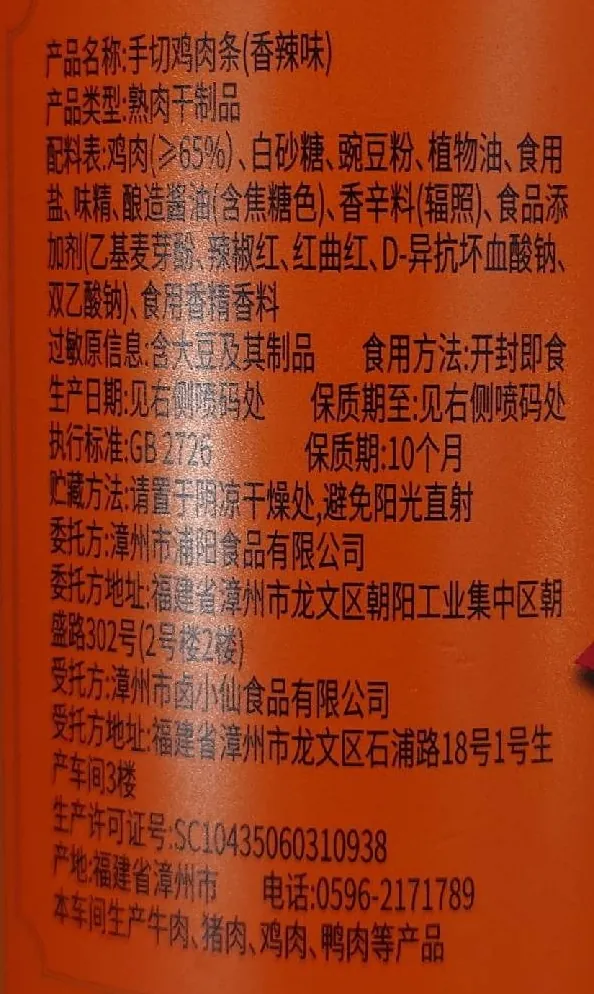 产品名称:手切鸡肉条(香辣味)
产品类型:熟肉干制品
配料表:鸡肉(≥65%)、白砂糖、豌豆粉、植物油、食用
盐、味精、酿造酱油(含焦糖色)、香辛料(辐照)、食品添
加剂(乙基麦芽酚、辣椒红、红曲红、D-异抗坏血酸钠、
双乙酸钠)、食用香精香料
过敏原信息:含大豆及其制品 食用方法:开封即食
生产日期:见右侧喷码处 保质期至:见右侧喷码处
执行标准:GB 2726 保质期:10个月
贮藏方法:请置于阴凉干燥处,避免阳光直射
委托方:漳州市浦阳食品有限公司
委托方地址:福建省漳州市龙文区朝阳工业集中区朝
盛路302号(2号楼2楼)
受托方:漳州市卤小仙食品有限公司
受托方地址:福建省漳州市龙文区石浦路18号1号生
产车间3楼
生产许可证号:SC10435060310938
产地:福建省漳州市 电话:0596-2171789
本车间生产牛肉、猪肉、鸡肉、鸭肉等产品